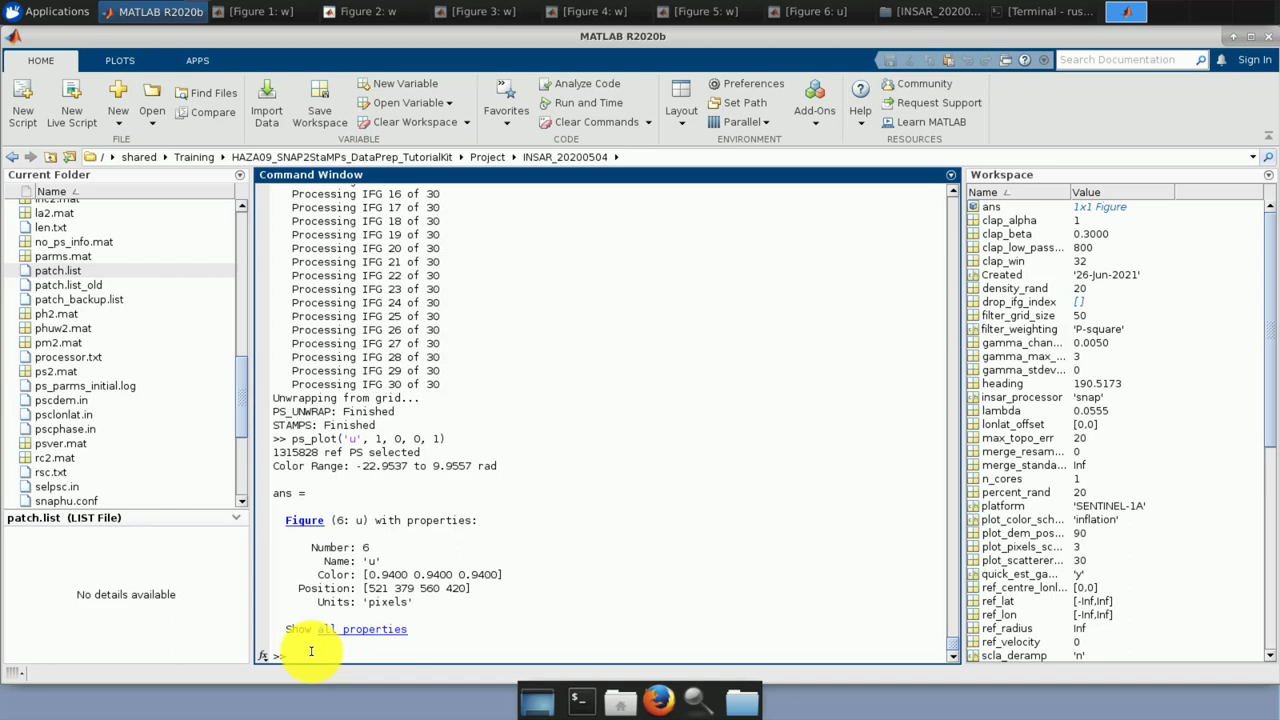 Applications
MATLAB R2020b
[Figure 1: w]
Figure 2: w
[Figure 3: w]
[Figure 4: w]
[Figure 5: w]
[Figure 6: u]
[INSAR_20200...
[Terminal - rus...
MATLAB R2020b
HOME
PLOTS
APPS
Search Documentation
Sign In
New Script
New Live Script
New
Open
Find Files
Compare
FILE
Import Data
Save Workspace
New Variable
Open Variable
Clear Workspace
VARIABLE
Favorites
Analyze Code
Run and Time
Clear Commands
CODE
Layout
Preferences
Set Path
Parallel
ENVIRONMENT
Add-Ons
Help
Community
Request Support
Learn MATLAB
RESOURCES
/ ▸ shared ▸ Training ▸ HAZA09_SNAP2StaMPs_DataPrep_TutorialKit ▸ Project ▸ INSAR_20200504 ▸
Current Folder
Name
inc2.mat
la2.mat
len.txt
no_ps_info.mat
parms.mat
patch.list
patch.list_old
patch_backup.list
ph2.mat
phuw2.mat
pm2.mat
processor.txt
ps2.mat
ps_parms_initial.log
pscdem.in
psclonlat.in
pscphase.in
psver.mat
rc2.mat
rsc.txt
selpsc.in
snaphu.conf
patch.list (LIST File)
No details available
Command Window
Processing IFG 16 of 30
Processing IFG 17 of 30
Processing IFG 18 of 30
Processing IFG 19 of 30
Processing IFG 20 of 30
Processing IFG 21 of 30
Processing IFG 22 of 30
Processing IFG 23 of 30
Processing IFG 24 of 30
Processing IFG 25 of 30
Processing IFG 26 of 30
Processing IFG 27 of 30
Processing IFG 28 of 30
Processing IFG 29 of 30
Processing IFG 30 of 30
Unwrapping from grid...
PS_UNWRAP: Finished
STAMPS: Finished
>> ps_plot('u', 1, 0, 0, 1)
1315828 ref PS selected
Color Range: -22.9537 to 9.9557 rad
ans =
Figure (6: u) with properties:
Number: 6
Name: 'u'
Color: [0.9400 0.9400 0.9400]
Position: [521 379 560 420]
Units: 'pixels'
Show all properties
fx >>
Workspace
Name Value
ans 1x1 Figure
clap_alpha 1
clap_beta 0.3000
clap_low_pass... 800
clap_win 32
Created '26-Jun-2021'
density_rand 20
drop_ifg_index []
filter_grid_size 50
filter_weighting 'P-square'
gamma_chan... 0.0050
gamma_max_... 3
gamma_stdev... 0
heading 190.5173
insar_processor 'snap'
lambda 0.0555
lonlat_offset [0,0]
max_topo_err 20
merge_resam... 0
merge_standa... Inf
n_cores 1
percent_rand 20
platform 'SENTINEL-1A'
plot_color_sch... 'inflation'
plot_dem_pos... 90
plot_pixels_sc... 3
plot_scatterer... 30
quick_est_ga... 'y'
ref_centre_lonl... [0,0]
ref_lat [-Inf,Inf]
ref_lon [-Inf,Inf]
ref_radius Inf
ref_velocity 0
scla_deramp 'n'